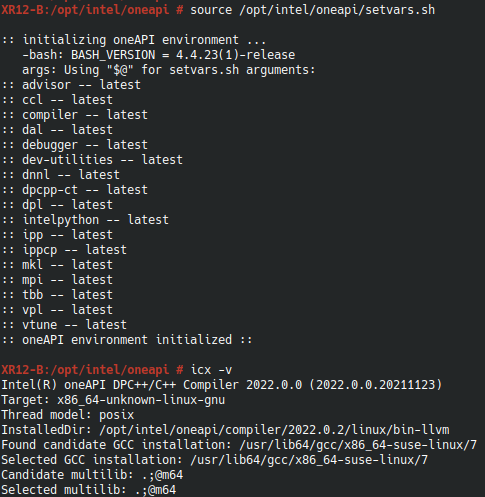 XR12-B:/opt/intel/oneapi # source /opt/intel/oneapi/setvars.sh
:: initializing oneAPI environment ...
-bash: BASH_VERSION = 4.4.23(1)-release
args: Using "$@" for setvars.sh arguments:
:: advisor -- latest
:: ccl -- latest
:: compiler -- latest
:: dal -- latest
:: debugger -- latest
:: dev-utilities -- latest
:: dnnl -- latest
:: dpcpp-ct -- latest
:: dpl -- latest
:: intelpython -- latest
:: ipp -- latest
:: ippcp -- latest
:: mkl -- latest
:: mpi -- latest
:: tbb -- latest
:: vpl -- latest
:: vtune -- latest
:: oneAPI environment initialized ::
XR12-B:/opt/intel/oneapi # icx -v
Intel(R) oneAPI DPC++/C++ Compiler 2022.0.0 (2022.0.0.20211123)
Target: x86_64-unknown-linux-gnu
Thread model: posix
InstalledDir: /opt/intel/oneapi/compiler/2022.0.2/linux/bin-llvm
Found candidate GCC installation: /usr/lib64/gcc/x86_64-suse-linux/7
Selected GCC installation: /usr/lib64/gcc/x86_64-suse-linux/7
Candidate multilib: .;@m64
Selected multilib: .;@m64